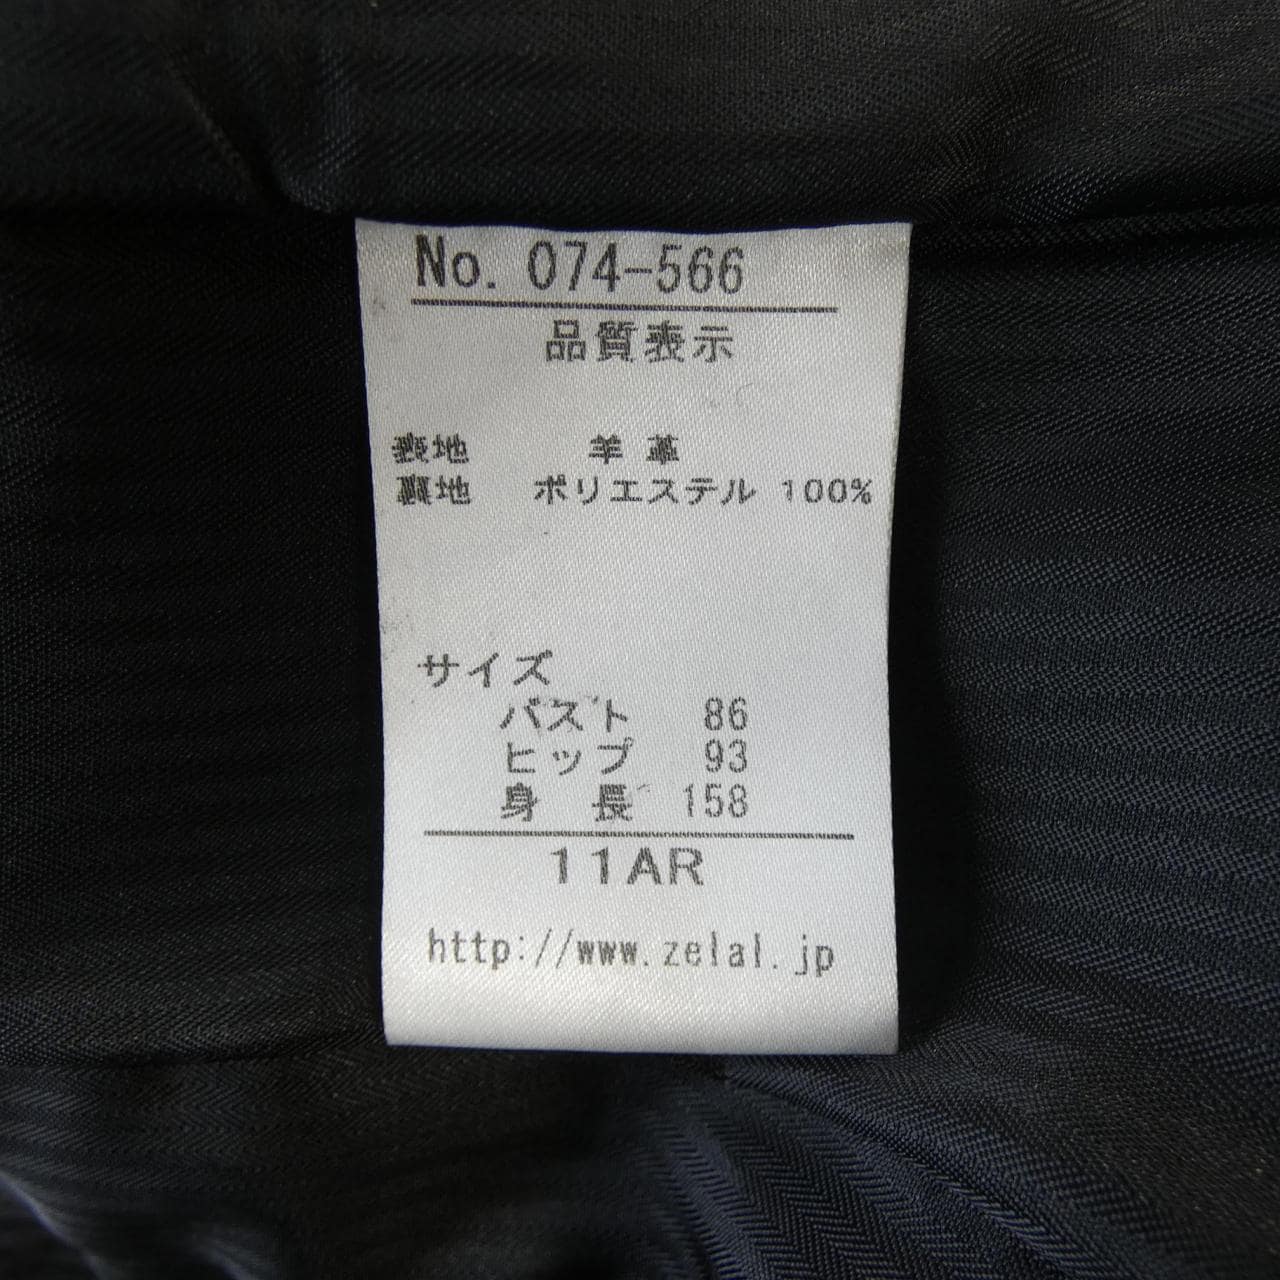 No. 074-566
品質表示
表地 羊革
裏地 ポリエステル 100%
サイズ
バスト 86
ヒップ 93
身長 158
11AR
http://www.zelal.jp